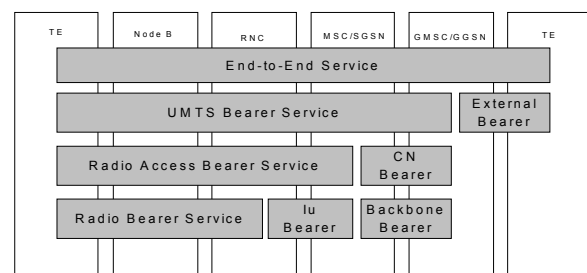 TE
Node B
RNC
MSC/SGSN
GMSC/GGSN
TE
End-to-End Service
UMTS Bearer Service
External
Bearer
Radio Access Bearer Service
CN
Bearer
Radio Bearer Service
Iu
Bearer
Backbone
Bearer